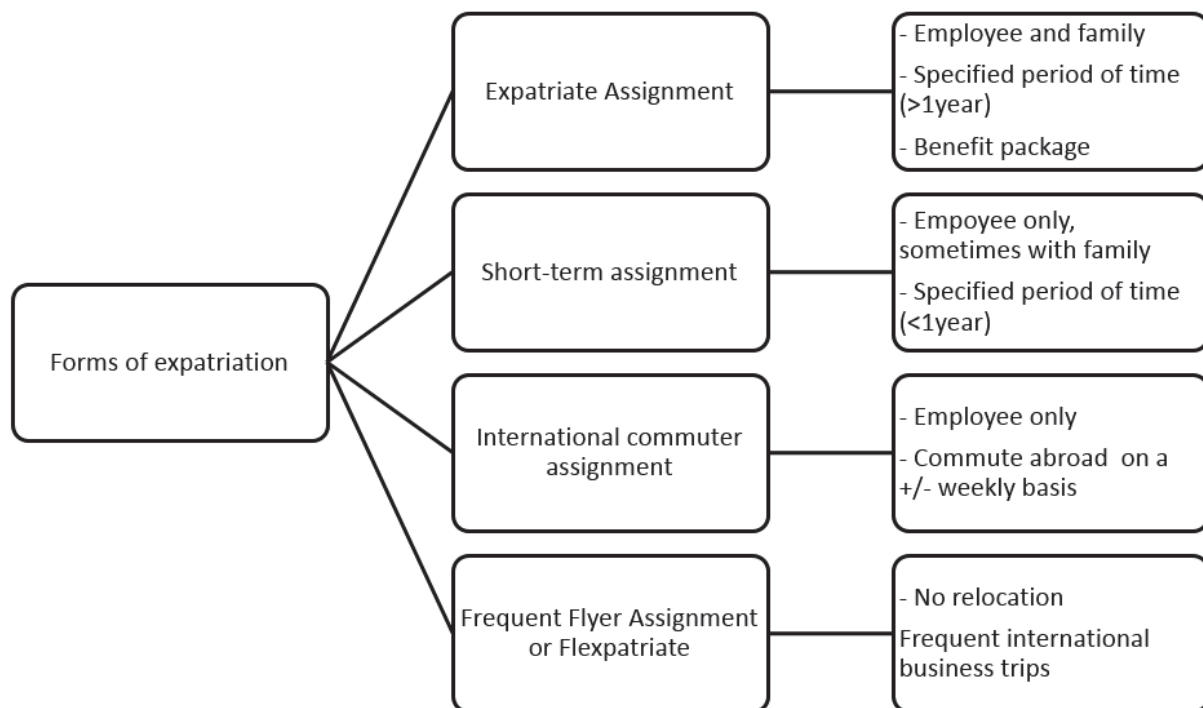 Forms of expatriation
Expatriate Assignment
- Employee and family
- Specified period of time
(>1year)
- Benefit package
Short-term assignment
- Empoyee only,
sometimes with family
- Specified period of time
(<1year)
International commuter
assignment
- Employee only
- Commute abroad  on a
+/- weekly basis
Frequent Flyer Assignment
or Flexpatriate
- No relocation
Frequent international
business trips